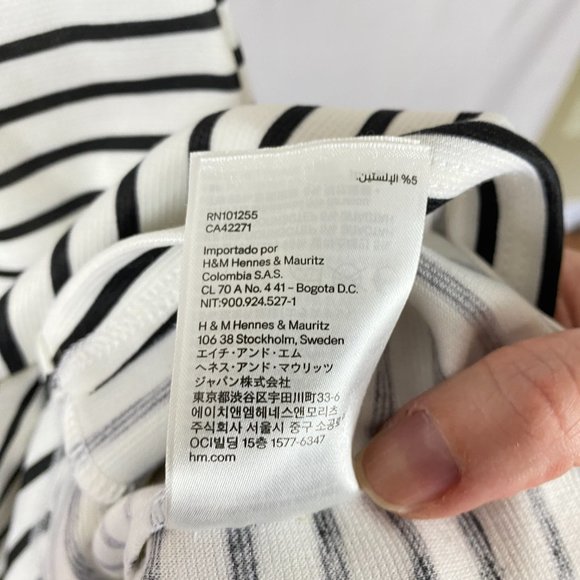 5% الإلستين.
RN101255
CA42271
Importado por
H&M Hennes & Mauritz
Colombia S.A.S.
CL 70 A No. 4 41 – Bogota D.C.
NIT:900.924.527-1
H & M Hennes & Mauritz
106 38 Stockholm, Sweden
エイチ・アンド・エム
ヘネス・アンド・マウリッツ
ジャパン株式会社
東京都渋谷区宇田川町33-6
에이치앤엠헤네스앤모리츠
주식회사 서울시 중구 소공로
OCI빌딩 15층 1577-6347
hm.com